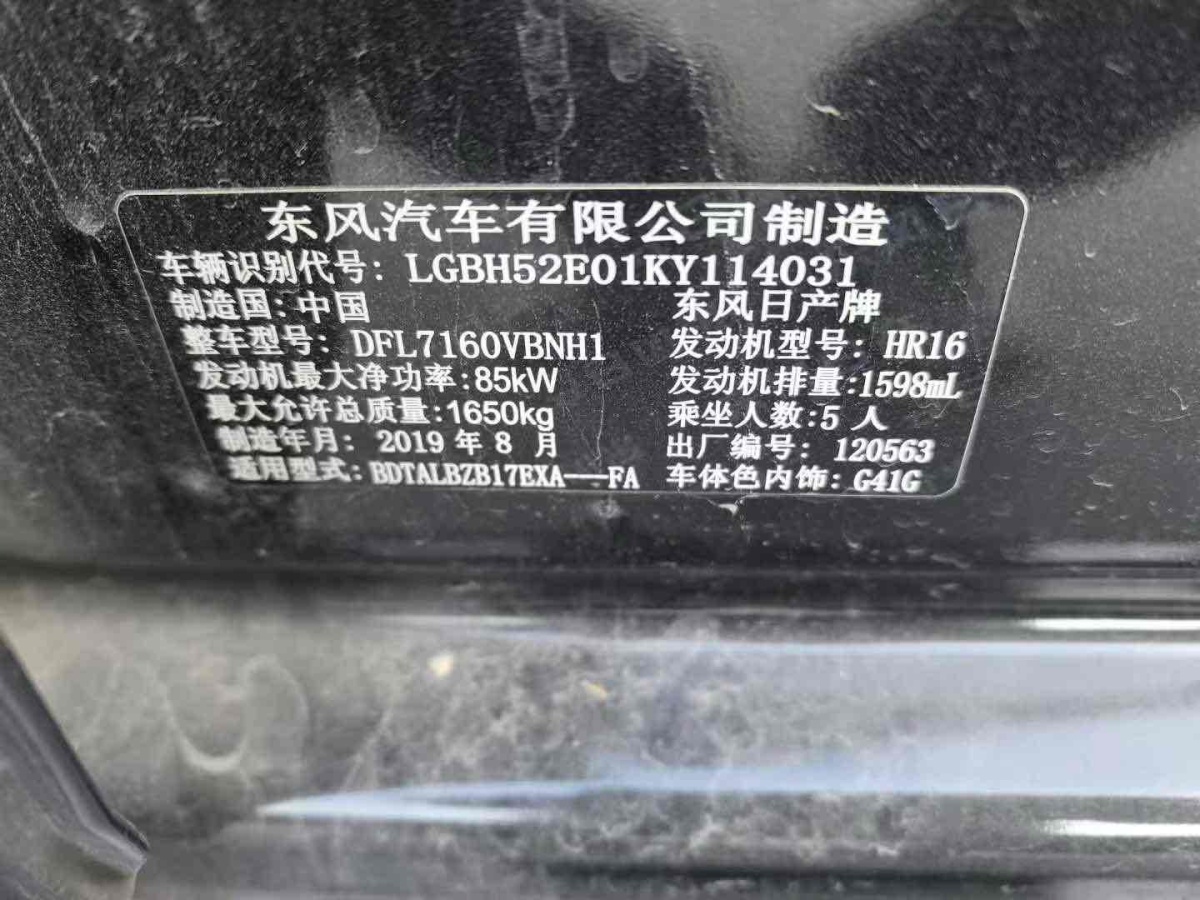 东风汽车有限公司制造
车辆识别代号: LGBH52E01KY114031
制造国:中国 东风日产牌
整车型号: DFL7160VBNH1 发动机型号: HR16
发动机最大净功率:85kW 发动机排量:1598mL
最大允许总质量:1650kg 乘坐人数:5 人
制造年月: 2019 年 8 月 出厂编号: 120563
适用型式: BDTALBZB17EXA---FA 车体色内饰: G41G